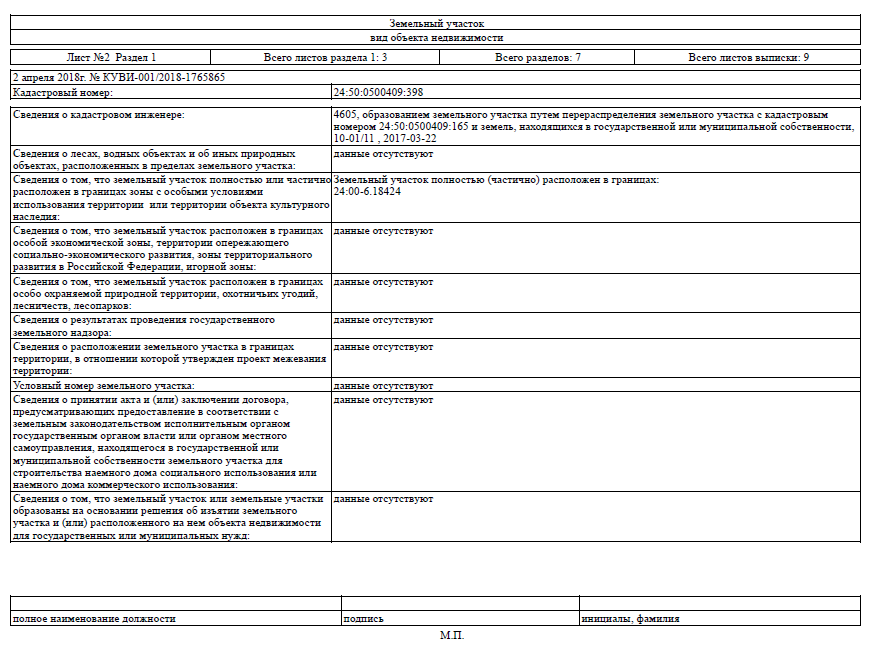 Земельный участок
вид объекта недвижимости
Лист №2 Раздел 1 Всего листов раздела 1: 3 Всего разделов: 7 Всего листов выписки: 9
2 апреля 2018г. № КУВИ-001/2018-1765865
Кадастровый номер: 24:50:0500409:398
Сведения о кадастровом инженере:
4605, образованием земельного участка путем перераспределения земельного участка с кадастровым
номером 24:50:0500409:165 и земель, находящихся в государственной или муниципальной собственности,
10-01/11 , 2017-03-22
Сведения о лесах, водных объектах и об иных природных
объектах, расположенных в пределах земельного участка:
данные отсутствуют
Сведения о том, что земельный участок полностью или частично
расположен в границах зоны с особыми условиями
использования территории или территории объекта культурного
наследия:
Земельный участок полностью (частично) расположен в границах:
24:00-6.18424
Сведения о том, что земельный участок расположен в границах
особой экономической зоны, территории опережающего
социально-экономического развития, зоны территориального
развития в Российской Федерации, игорной зоны:
данные отсутствуют
Сведения о том, что земельный участок расположен в границах
особо охраняемой природной территории, охотничьих угодий,
лесничеств, лесопарков:
данные отсутствуют
Сведения о результатах проведения государственного
земельного надзора:
данные отсутствуют
Сведения о расположении земельного участка в границах
территории, в отношении которой утвержден проект межевания
территории:
данные отсутствуют
Условный номер земельного участка: данные отсутствуют
Сведения о принятии акта и (или) заключении договора,
предусматривающих предоставление в соответствии с
земельным законодательством исполнительным органом
государственным органом власти или органом местного
самоуправления, находящегося в государственной или
муниципальной собственности земельного участка для
строительства наемного дома социального использования или
наемного дома коммерческого использования:
данные отсутствуют
Сведения о том, что земельный участок или земельные участки
образованы на основании решения об изъятии земельного
участка и (или) расположенного на нем объекта недвижимости
для государственных или муниципальных нужд:
данные отсутствуют
полное наименование должности подпись инициалы, фамилия
М.П.